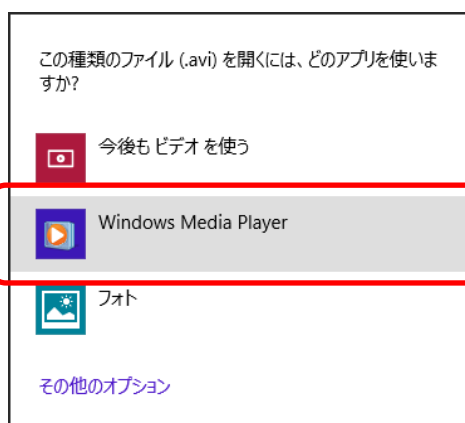 この種類のファイル (.avi) を開くには、どのアプリを使いま
すか?
今後も ビデオ を使う
Windows Media Player
フォト
その他のオプション